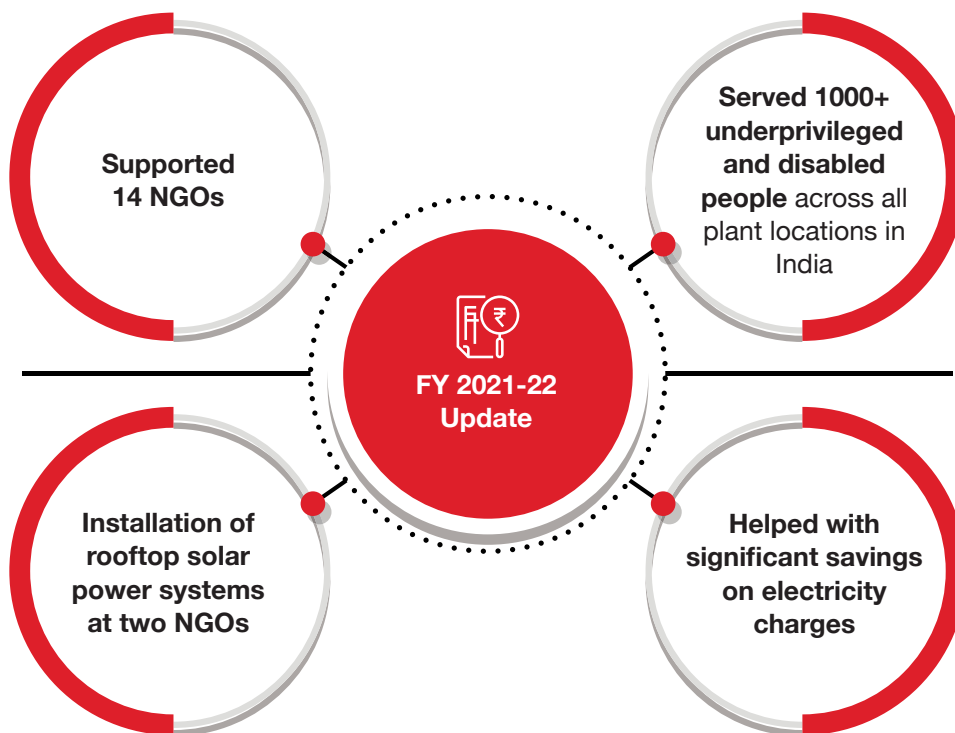 Supported
14 NGOs
Served 1000+
underprivileged
and disabled
people across all
plant locations in
India
₹
FY 2021-22
Update
Installation of
rooftop solar
power systems
at two NGOs
Helped with
significant savings
on electricity
charges